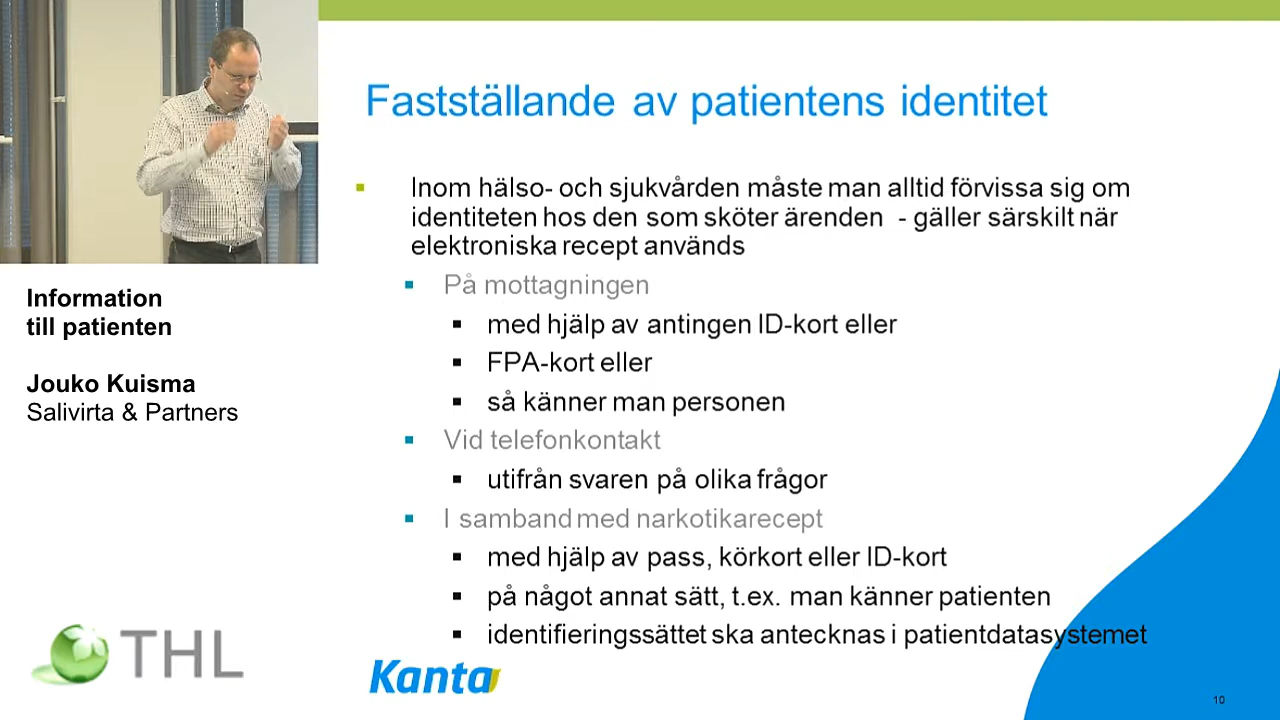 Fastställande av patientens identitet
Inom hälso- och sjukvården måste man alltid förvissa sig om
identiteten hos den som sköter ärenden - gäller särskilt när
elektroniska recept används
På mottagningen
med hjälp av antingen ID-kort eller
FPA-kort eller
så känner man personen
Vid telefonkontakt
utifrån svaren på olika frågor
I samband med narkotikarecept
med hjälp av pass, körkort eller ID-kort
på något annat sätt, t.ex. man känner patienten
identifieringssättet ska antecknas i patientdatasystemet
Information
till patienten
Jouko Kuisma
Salivirta & Partners
THL
Kanta
10